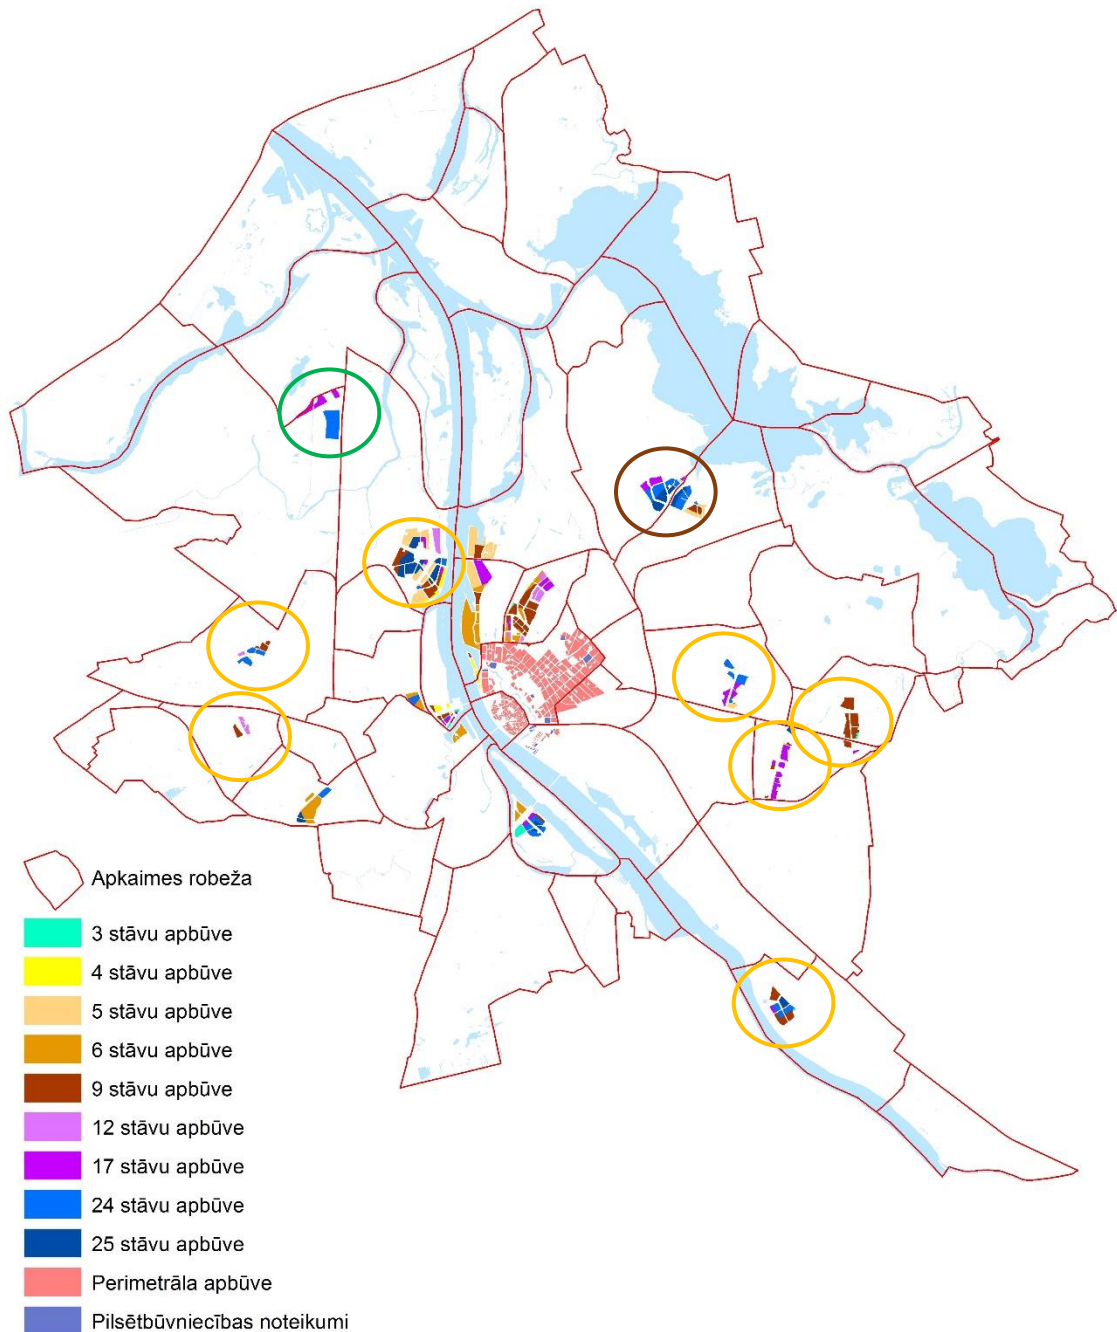 Apkaimes robeža
3 stāvu apbūve
4 stāvu apbūve
5 stāvu apbūve
6 stāvu apbūve
9 stāvu apbūve
12 stāvu apbūve
17 stāvu apbūve
24 stāvu apbūve
25 stāvu apbūve
Perimetrāla apbūve
Pilsētbūvniecības noteikumi